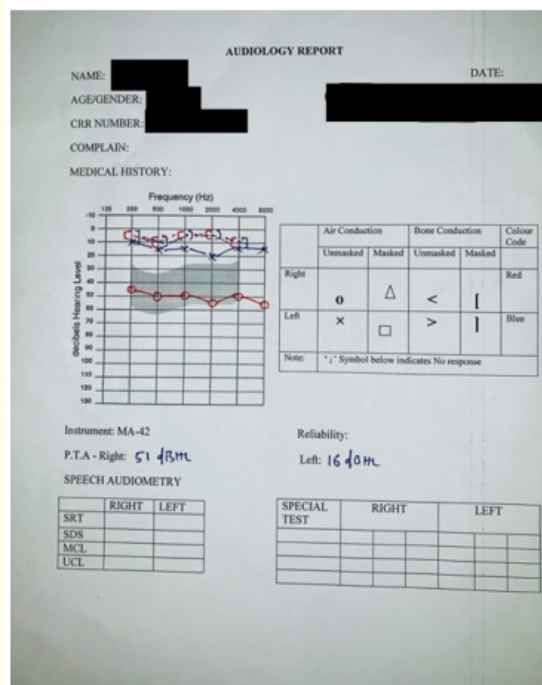 AUDIOLOGY REPORT
NAME:
DATE:
AGE/GENDER:
CRR NUMBER:
COMPLAIN:
MEDICAL HISTORY:
Frequency (Hz)
125 250 500 1000 2000 4000 8000
-10
0
10
20
30
40
50
60
70
80
90
100
110
120
130
decibels Hearing Level
Air Conduction Bone Conduction Colour Code
Unmasked Masked Unmasked Masked
Right o Δ < [ Red
Left × □ > ] Blue
Note: '↓' Symbol below indicates No response
Instrument: MA-42 Reliability:
P.T.A - Right: 51 dBHL Left: 16 dBHL
SPEECH AUDIOMETRY
RIGHT LEFT
SRT
SDS
MCL
UCL
SPECIAL TEST RIGHT LEFT